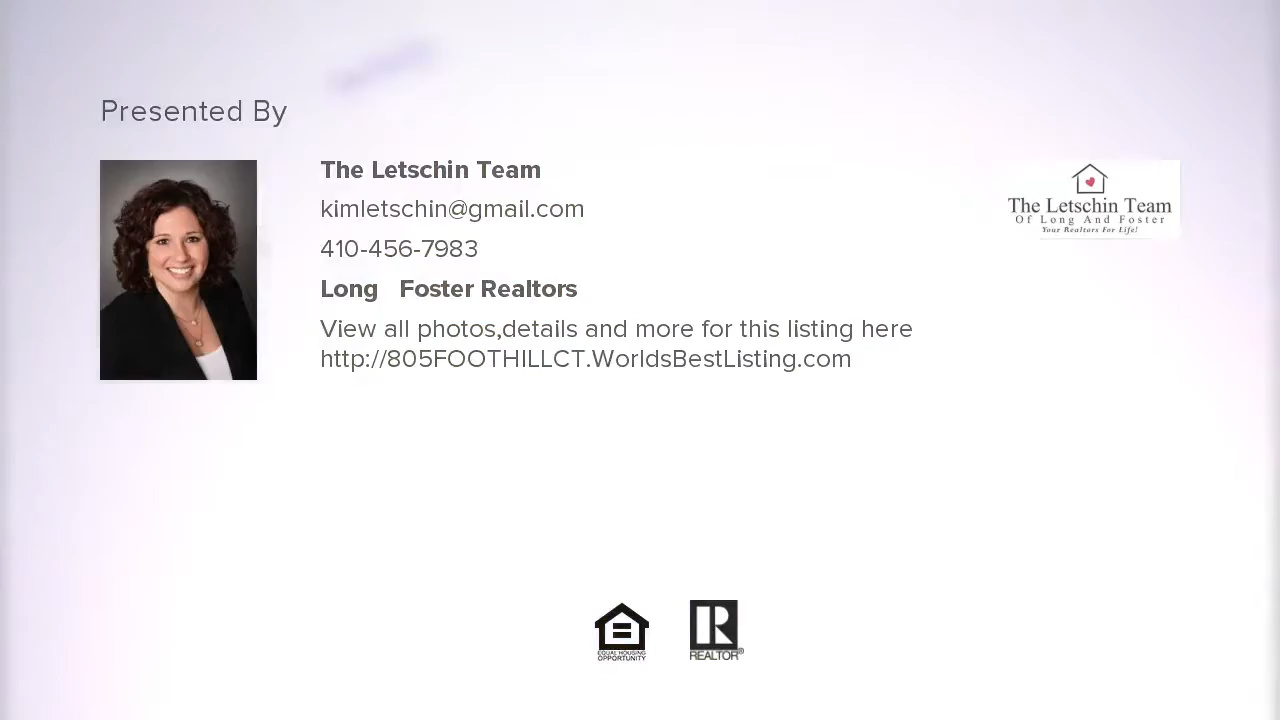 Presented By
The Letschin Team
kimletschin@gmail.com
410-456-7983
Long   Foster Realtors
View all photos,details and more for this listing here
http://805FOOTHILLCT.WorldsBestListing.com
The Letschin Team
Of Long And Foster
Your Realtors For Life!
EQUAL HOUSING
OPPORTUNITY
REALTOR®